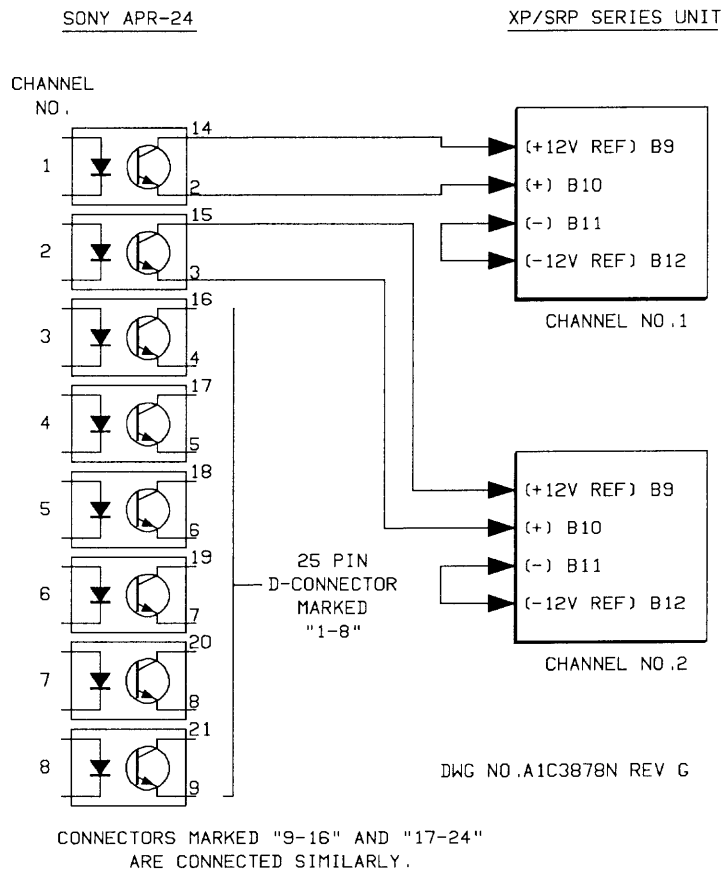 SONY APR-24
XP/SRP SERIES UNIT
CHANNEL
NO.
1
14
2
2
15
3
3
16
4
4
17
5
5
18
6
6
19
7
7
20
8
8
21
9
25 PIN
D-CONNECTOR
MARKED
"1-8"
(+12V REF) B9
(+) B10
(-) B11
(-12V REF) B12
CHANNEL NO.1
(+12V REF) B9
(+) B10
(-) B11
(-12V REF) B12
CHANNEL NO.2
DWG NO.A1C3878N REV G
CONNECTORS MARKED "9-16" AND "17-24"
ARE CONNECTED SIMILARLY.